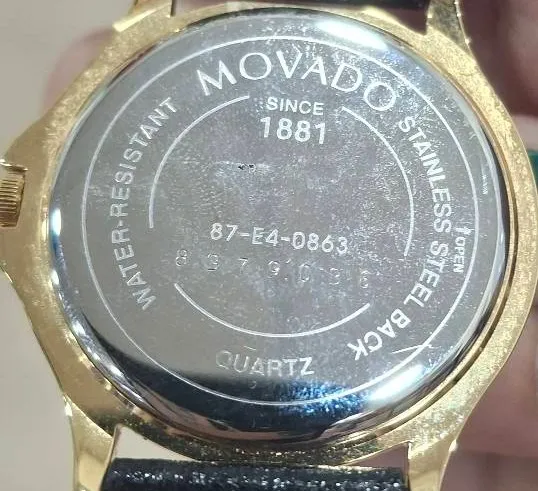 MOVADO
SINCE
1881
WATER-RESISTANT
STAINLESS STEEL BACK
OPEN
87-E4-0863
QUARTZ